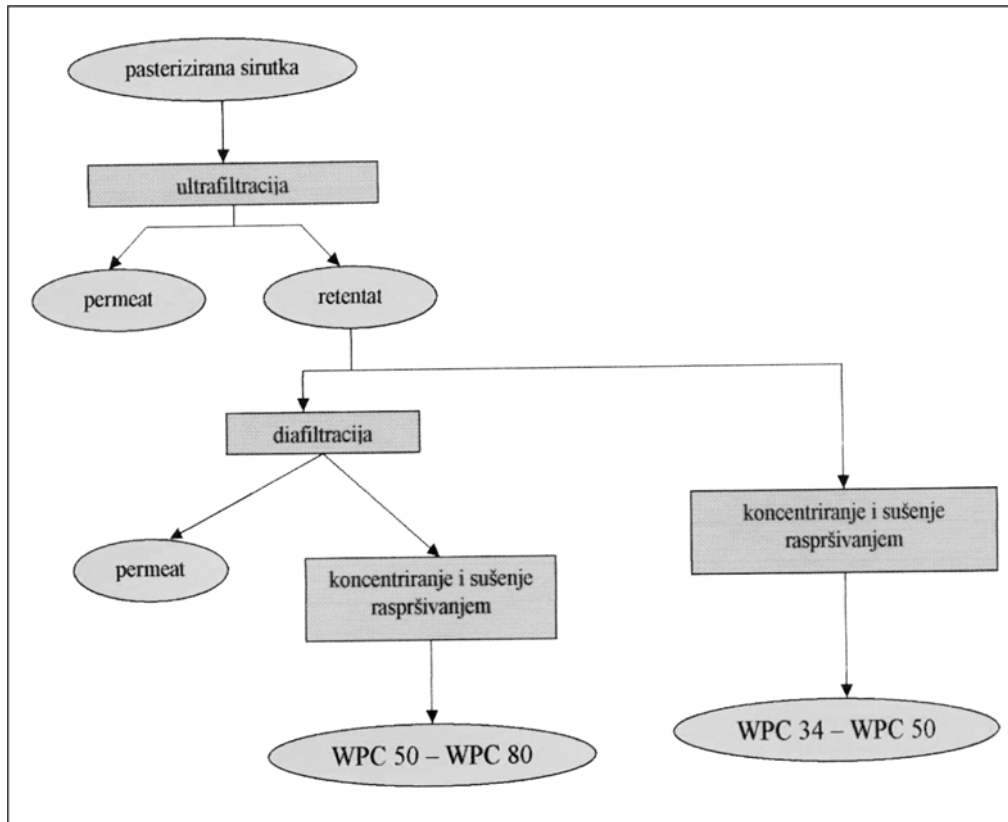 pasterizirana sirutka
ultrafiltracija
permeat
retentat
diafiltracija
koncentriranje i sušenje
raspršivanjem
permeat
koncentriranje i sušenje
raspršivanjem
WPC 34 – WPC 50
WPC 50 – WPC 80